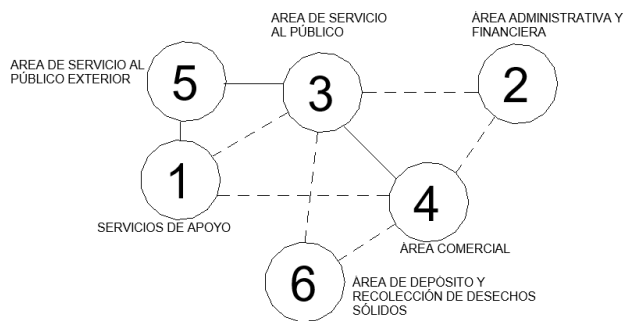 AREA DE SERVICIO
AL PÚBLICO
ÁREA ADMINISTRATIVA Y
FINANCIERA
AREA DE SERVICIO AL
PÚBLICO EXTERIOR
5
3
2
1
4
SERVICIOS DE APOYO
ÁREA COMERCIAL
6
ÁREA DE DEPÓSITO Y
RECOLECCIÓN DE DESECHOS
SÓLIDOS